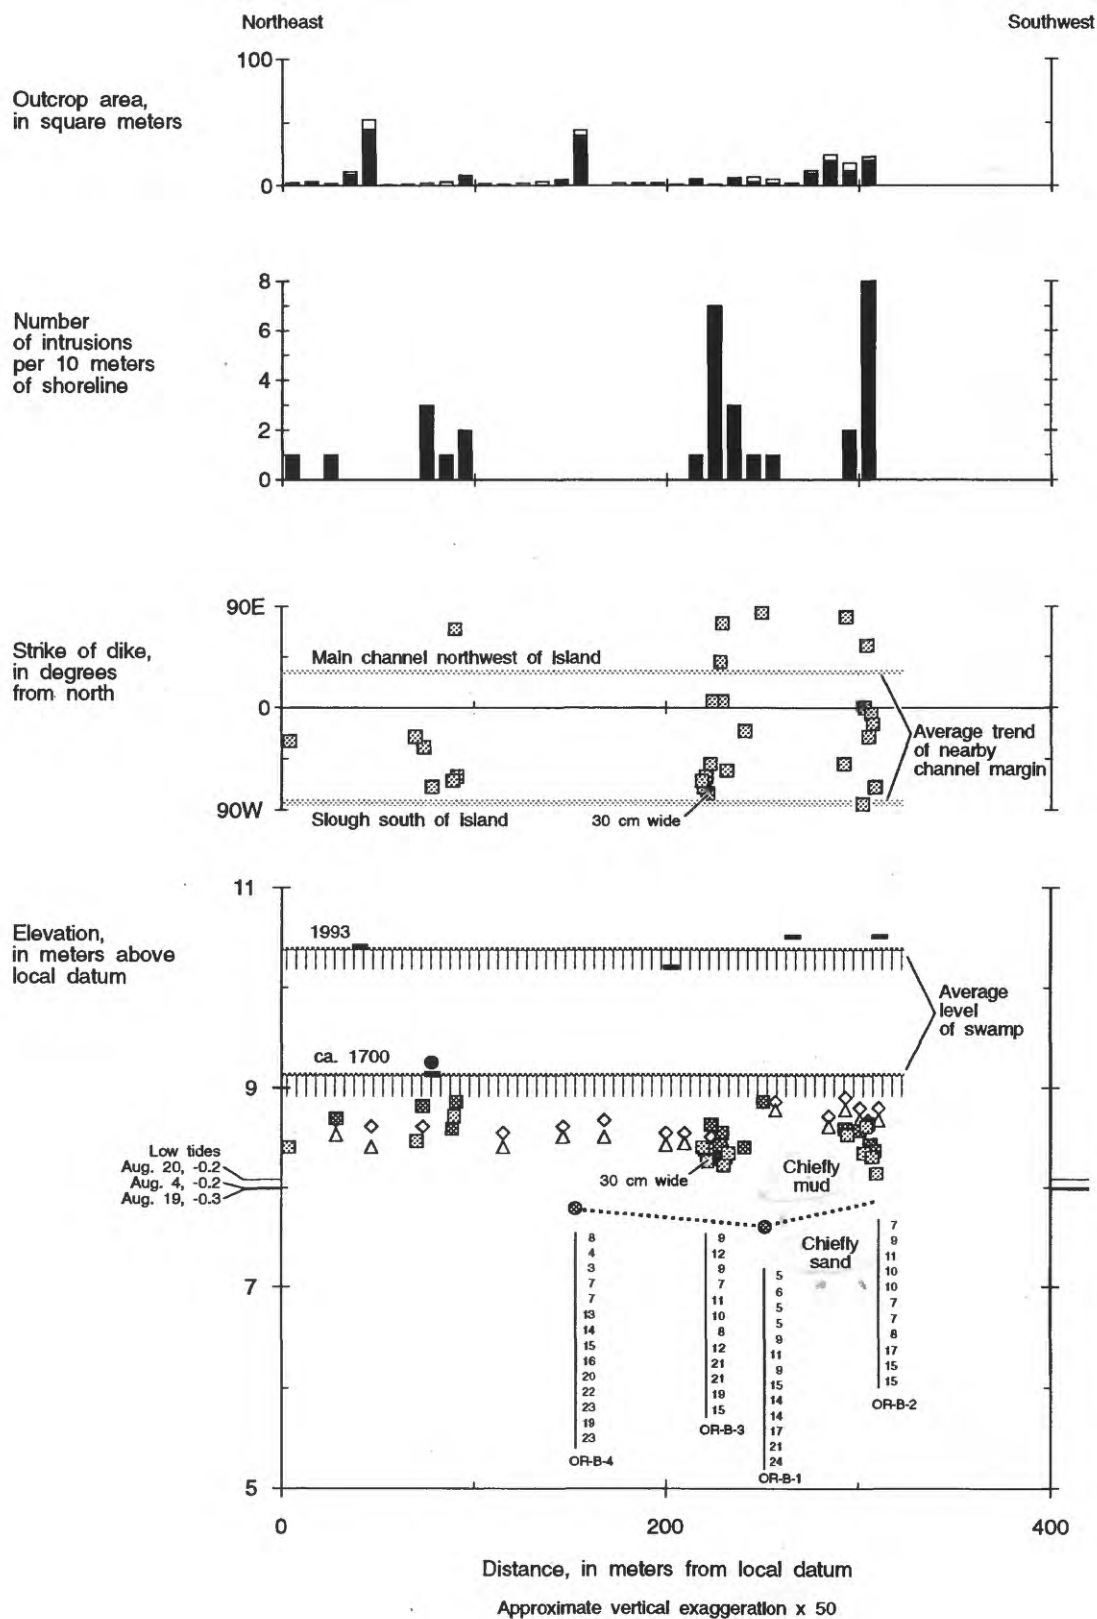 Northeast
Southwest
Outcrop area,
in square meters
100
0
Number
of intrusions
per 10 meters
of shoreline
8
6
4
2
0
Strike of dike,
in degrees
from north
90E
0
90W
Main channel northwest of island
Average trend
of nearby
channel margin
Slough south of island
30 cm wide
Elevation,
in meters above
local datum
11
9
7
5
1993
Average
level
of swamp
ca. 1700
Low tides
Aug. 20, -0.2
Aug. 4, -0.2
Aug. 19, -0.3
30 cm wide
Chiefly
mud
Chiefly
sand
8
4
3
7
7
13
14
15
16
20
22
23
19
23
OR-B-4
9
12
9
7
11
10
8
12
21
21
19
15
OR-B-3
5
6
5
5
9
11
9
15
14
14
17
21
24
OR-B-1
7
9
11
10
10
7
7
8
17
15
15
OR-B-2
0
200
400
Distance, in meters from local datum
Approximate vertical exaggeration x 50